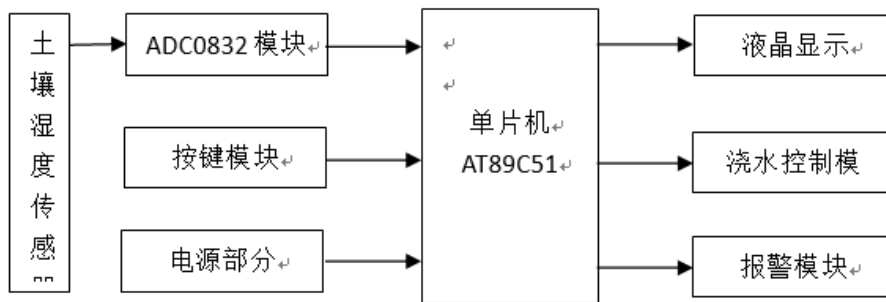 土
壤
湿
度
传
感
ADC0832 模块
按键模块
电源部分
单片机
AT89C51
液晶显示
浇水控制模
报警模块